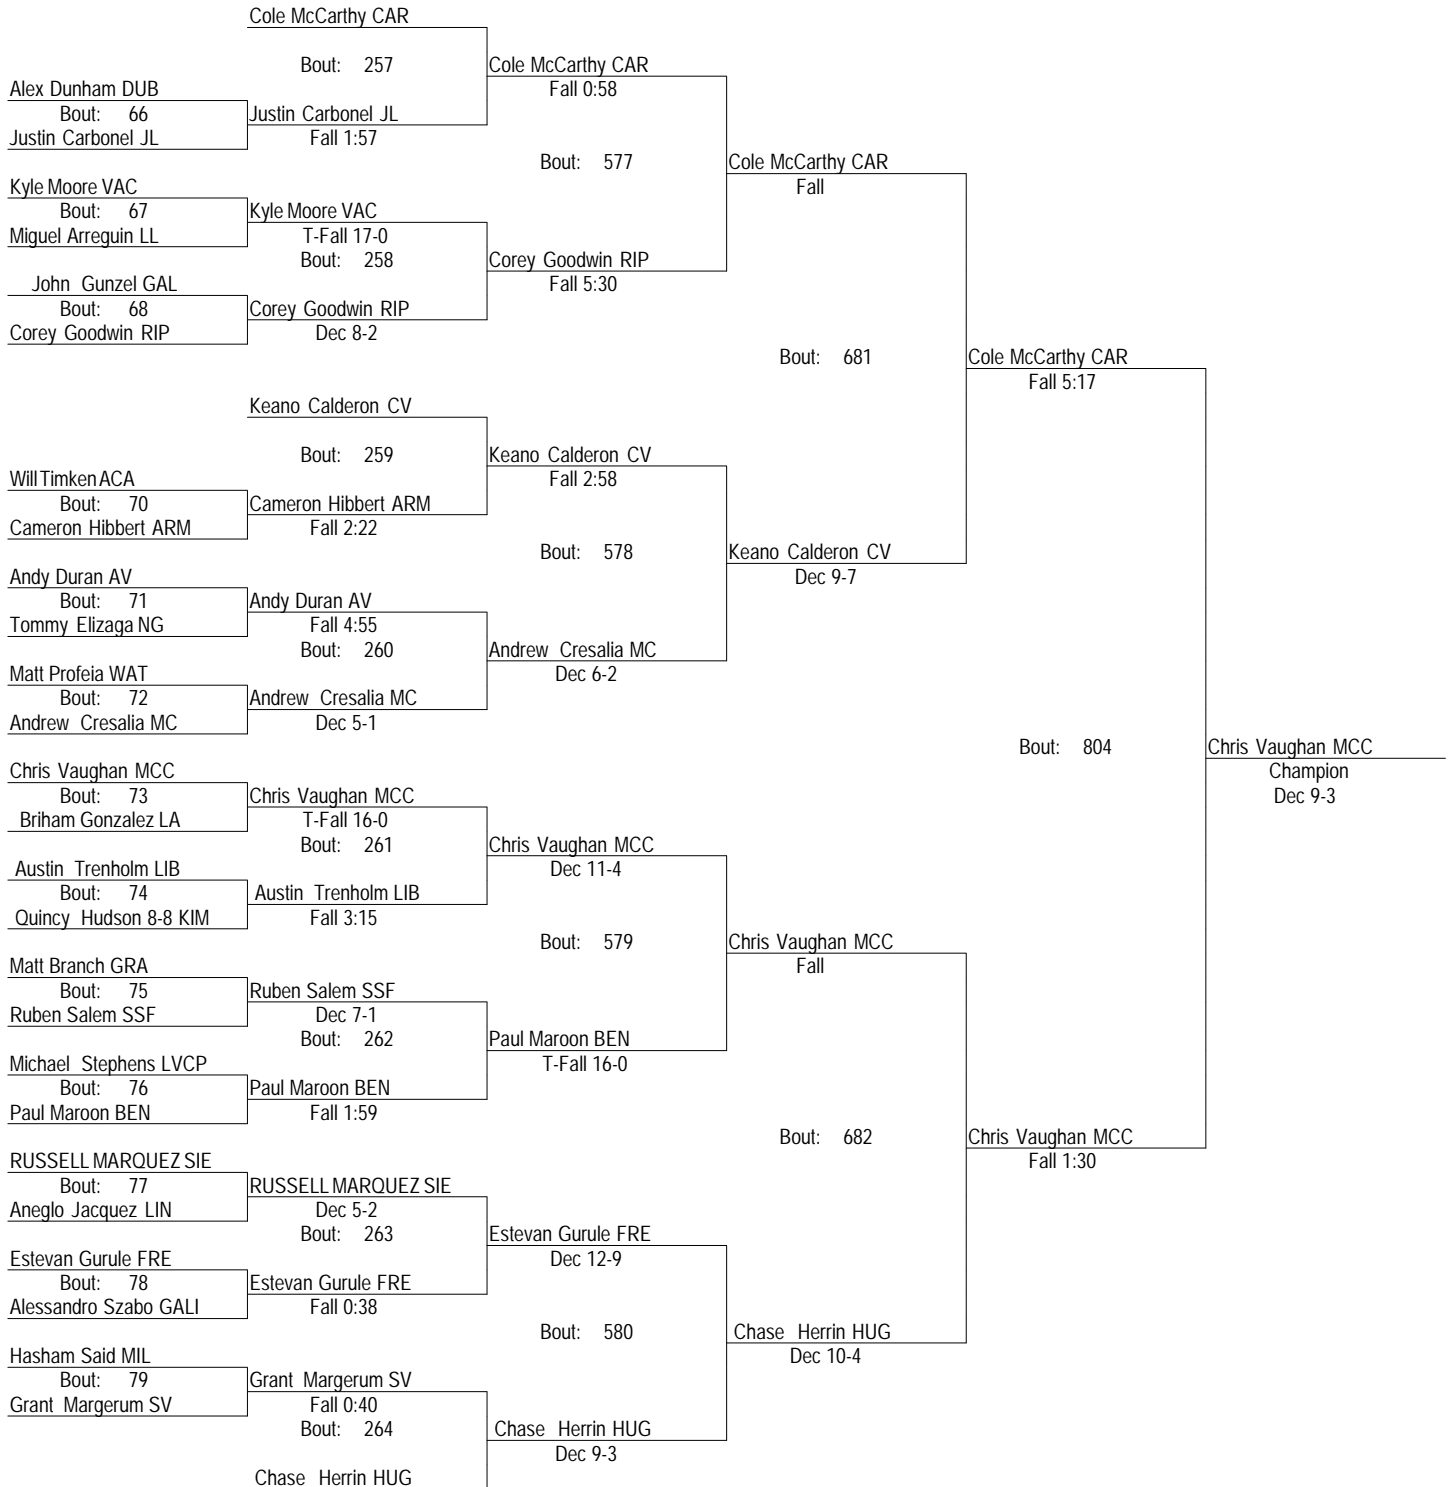 Cole McCarthy CAR
Bout: 257
Cole McCarthy CAR
Alex Dunham DUB
Fall 0:58
Bout: 66
Justin Carbonel JL
Justin Carbonel JL
Fall 1:57
Bout: 577
Cole McCarthy CAR
Kyle Moore VAC
Fall
Bout: 67
Kyle Moore VAC
Miguel Arreguin LL
T-Fall 17-0
Bout: 258
Corey Goodwin RIP
John Gunzel GAL
Fall 5:30
Bout: 68
Corey Goodwin RIP
Corey Goodwin RIP
Dec 8-2
Bout: 681
Cole McCarthy CAR
Fall 5:17
Keano Calderon CV
Bout: 259
Keano Calderon CV
Will Timken ACA
Fall 2:58
Bout: 70
Cameron Hibbert ARM
Cameron Hibbert ARM
Fall 2:22
Bout: 578
Keano Calderon CV
Andy Duran AV
Dec 9-7
Bout: 71
Andy Duran AV
Tommy Elizaga NG
Fall 4:55
Bout: 260
Andrew Cresalia MC
Matt Profeia WAT
Dec 6-2
Bout: 72
Andrew Cresalia MC
Andrew Cresalia MC
Dec 5-1
Bout: 804
Chris Vaughan MCC
Chris Vaughan MCC
Champion
Bout: 73
Chris Vaughan MCC
Dec 9-3
Briham Gonzalez LA
T-Fall 16-0
Bout: 261
Chris Vaughan MCC
Austin Trenholm LIB
Dec 11-4
Bout: 74
Austin Trenholm LIB
Quincy Hudson 8-8 KIM
Fall 3:15
Bout: 579
Chris Vaughan MCC
Matt Branch GRA
Fall
Bout: 75
Ruben Salem SSF
Ruben Salem SSF
Dec 7-1
Bout: 262
Paul Maroon BEN
Michael Stephens LVCP
T-Fall 16-0
Bout: 76
Paul Maroon BEN
Paul Maroon BEN
Fall 1:59
Bout: 682
Chris Vaughan MCC
RUSSELL MARQUEZ SIE
Fall 1:30
Bout: 77
RUSSELL MARQUEZ SIE
Aneglo Jacquez LIN
Dec 5-2
Bout: 263
Estevan Gurule FRE
Estevan Gurule FRE
Dec 12-9
Bout: 78
Estevan Gurule FRE
Alessandro Szabo GALI
Fall 0:38
Bout: 580
Chase Herrin HUG
Hasham Said MIL
Dec 10-4
Bout: 79
Grant Margerum SV
Grant Margerum SV
Fall 0:40
Bout: 264
Chase Herrin HUG
Dec 9-3
Chase Herrin HUG